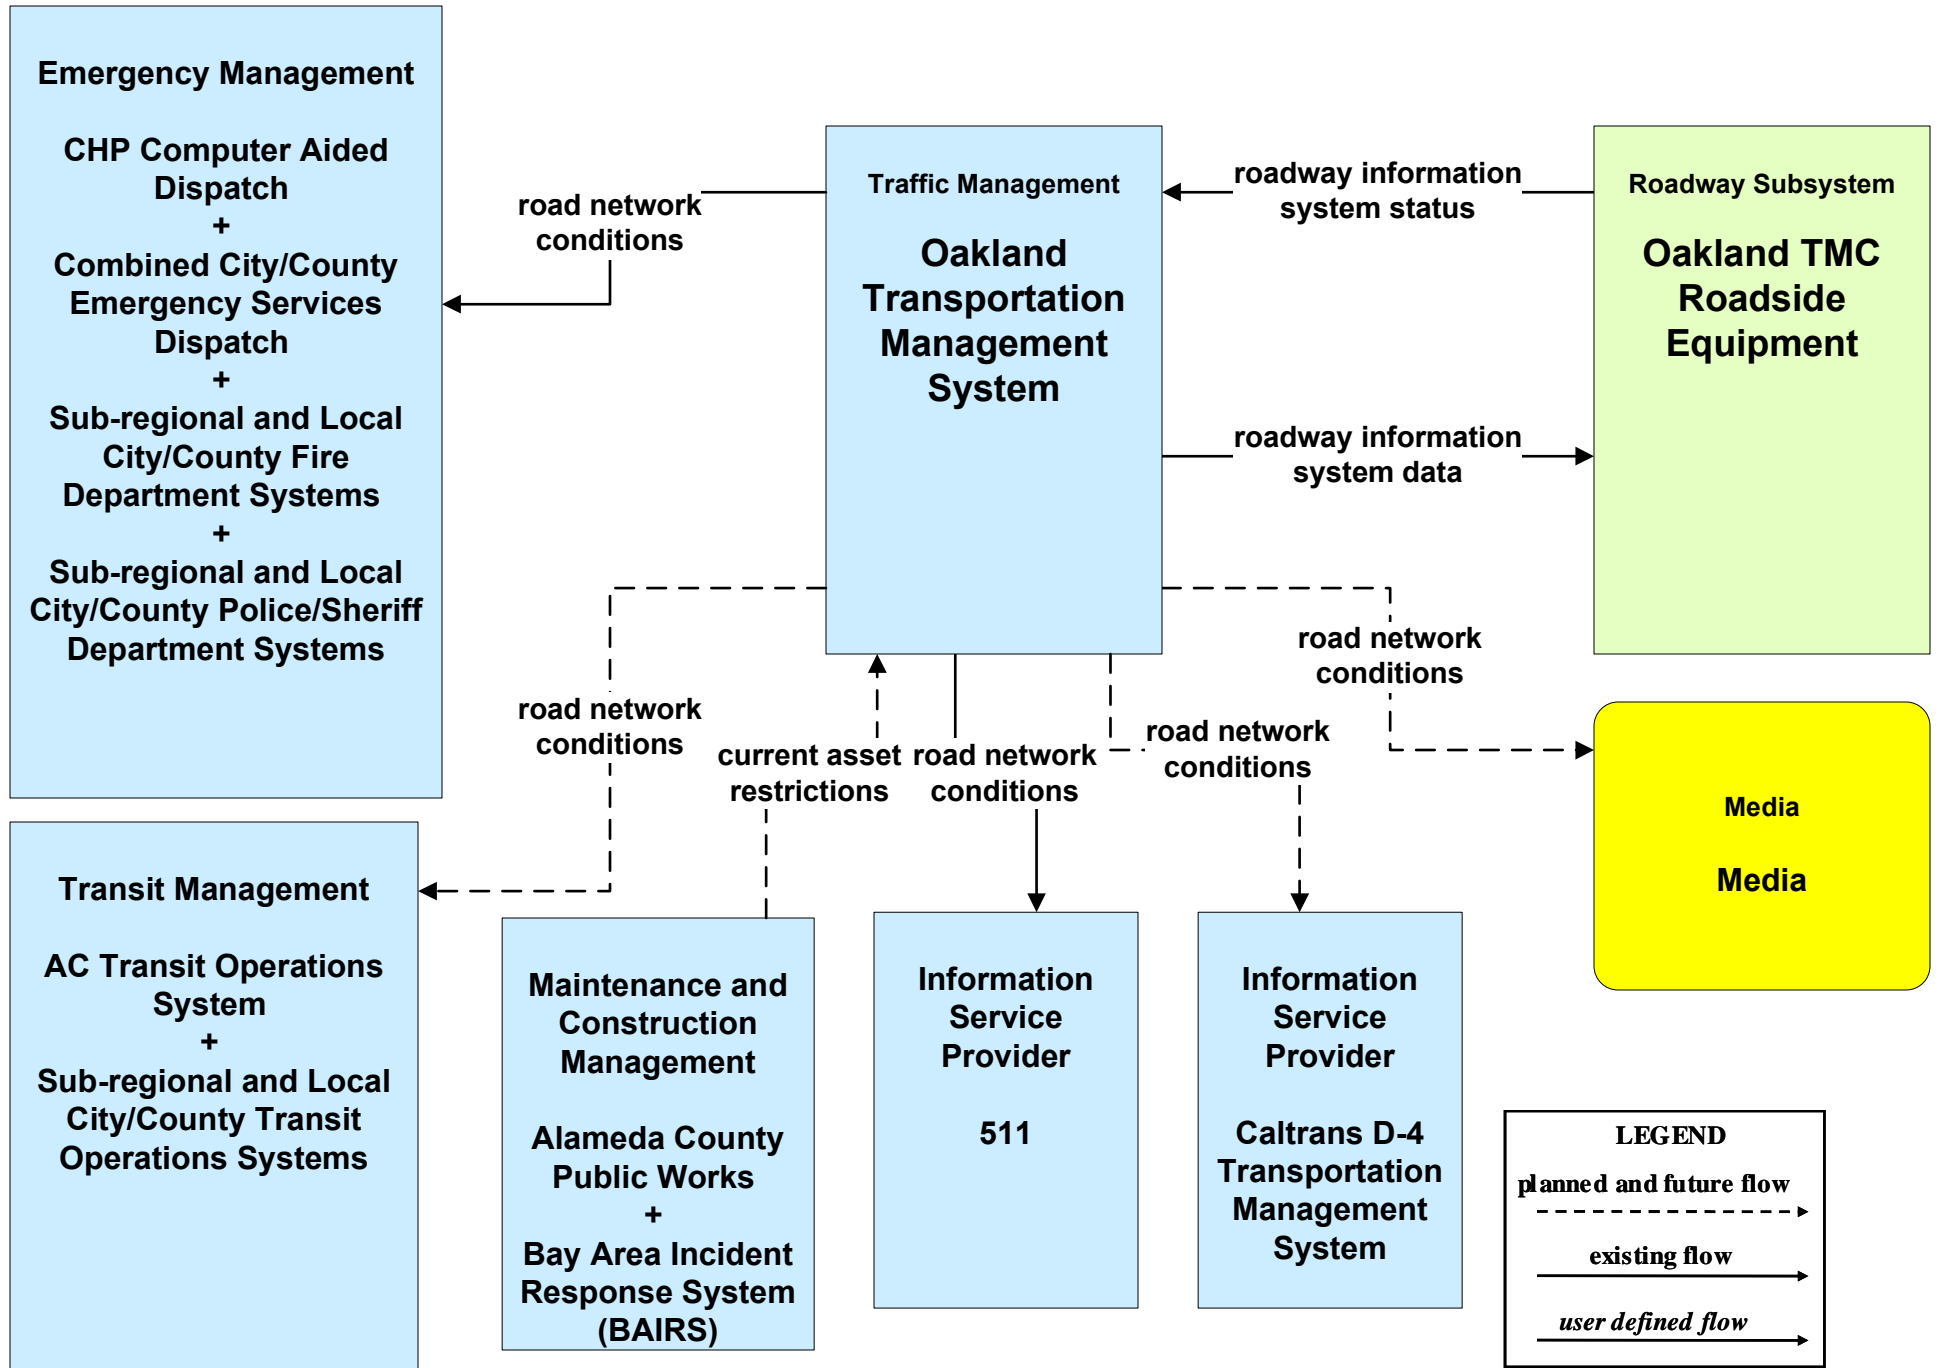 Emergency Management
CHP Computer Aided
Dispatch
+
Combined City/County
Emergency Services
Dispatch
+
Sub-regional and Local
City/County Fire
Department Systems
+
Sub-regional and Local
City/County Police/Sheriff
Department Systems
road network
conditions
Traffic Management
Oakland
Transportation
Management
System
roadway information
system status
roadway information
system data
Roadway Subsystem
Oakland TMC
Roadside
Equipment
road network
conditions
current asset
restrictions
road network
conditions
road network
conditions
road network
conditions
Media
Media
Transit Management
AC Transit Operations
System
+
Sub-regional and Local
City/County Transit
Operations Systems
Maintenance and
Construction
Management
Alameda County
Public Works
+
Bay Area Incident
Response System
(BAIRS)
Information
Service
Provider
511
Information
Service
Provider
Caltrans D-4
Transportation
Management
System
LEGEND
planned and future flow
existing flow
user defined flow